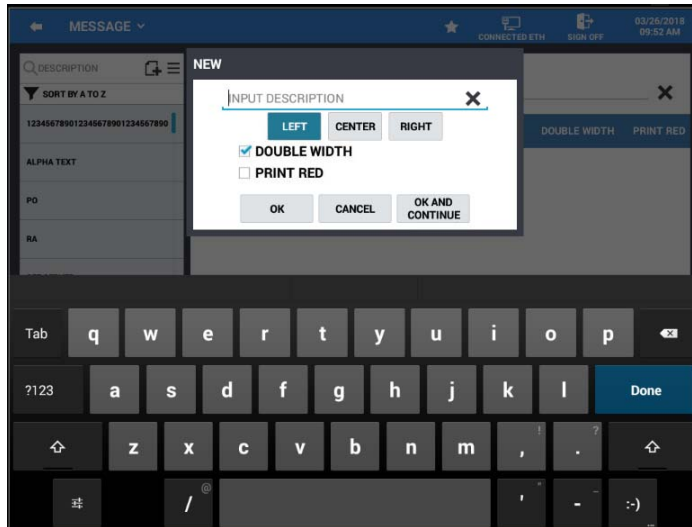 MESSAGE
CONNECTED ETH
SIGN OFF
03/26/2018
09:52 AM
DESCRIPTION
SORT BY A TO Z
123456789012345678901234567890
ALPHA TEXT
PO
RA
NEW
INPUT DESCRIPTION
LEFT CENTER RIGHT
DOUBLE WIDTH
PRINT RED
OK CANCEL OK AND
CONTINUE
DOUBLE WIDTH PRINT RED
Tab q w e r t y u i o p
?123 a s d f g h j k l Done
z x c v b n m , ! . ?
/ @ ' " - _ :-)